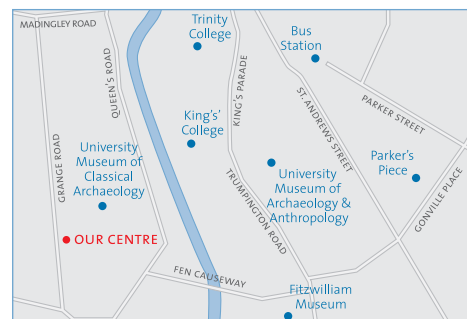 MADINGLEY ROAD
Trinity
College
Bus
Station
QUEEN'S ROAD
KING'S PARADE
ST. ANDREWS STREET
PARKER STREET
King's'
College
GRANGE ROAD
University
Museum of
Classical
Archaeology
University
Museum of
Archaeology &
Anthropology
Parker's
Piece
TRUMPINGTON ROAD
GONVILLE PLACE
OUR CENTRE
FEN CAUSEWAY
Fitzwilliam
Museum